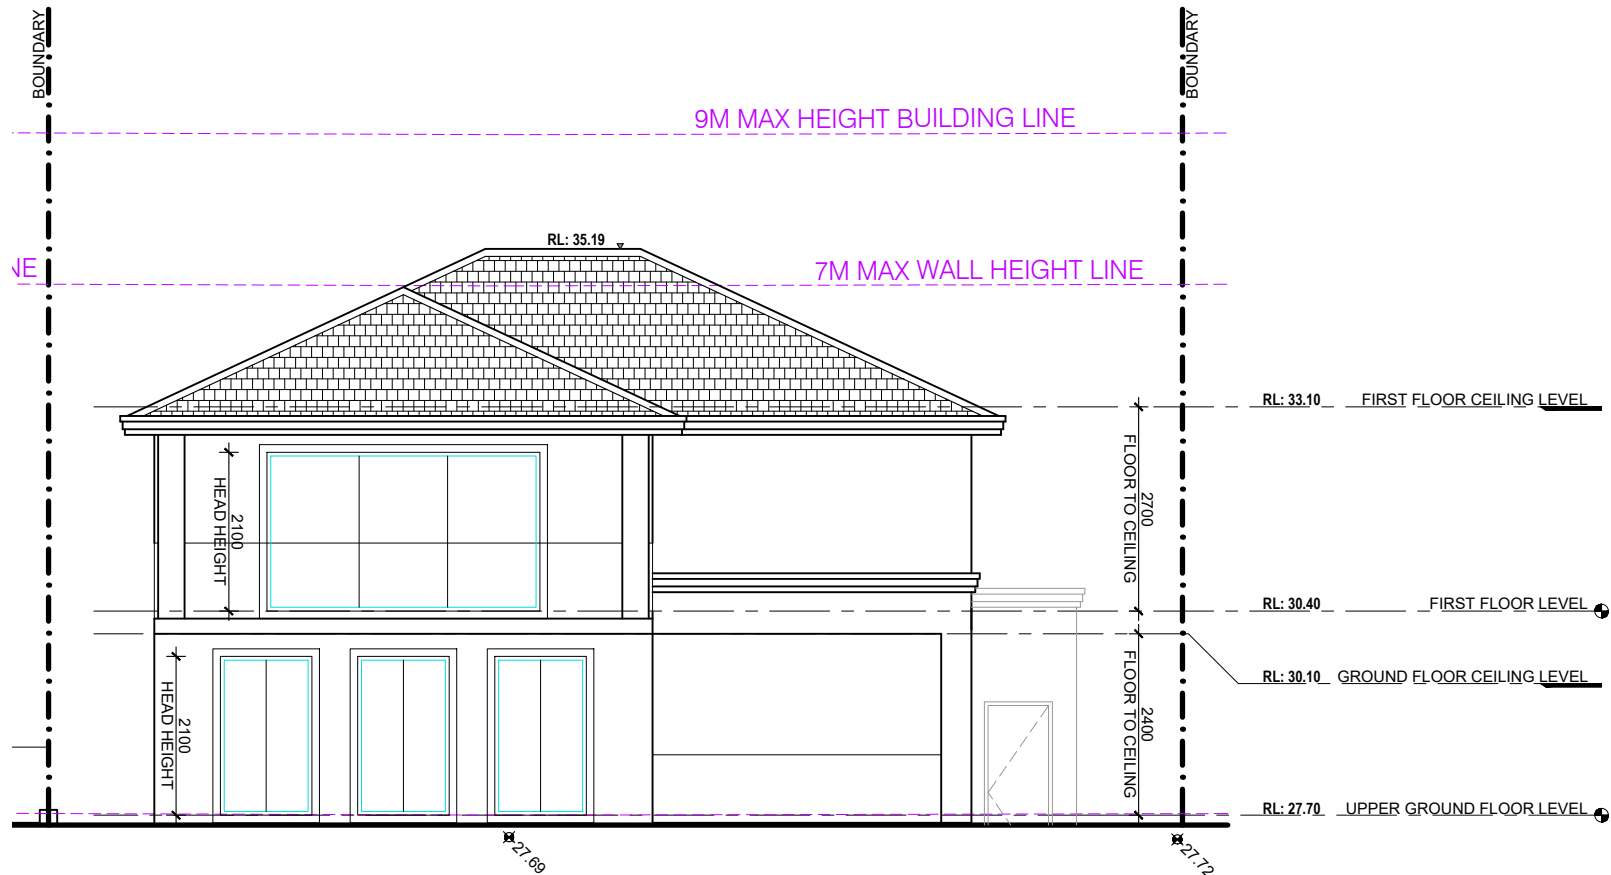 BOUNDARY
BOUNDARY
9M MAX HEIGHT BUILDING LINE
RL: 35.19
NE
7M MAX WALL HEIGHT LINE
RL: 33.10 FIRST FLOOR CEILING LEVEL
2100
HEAD HEIGHT
2700
FLOOR TO CEILING
RL: 30.40 FIRST FLOOR LEVEL
RL: 30.10 GROUND FLOOR CEILING LEVEL
2100
HEAD HEIGHT
2400
FLOOR TO CEILING
RL: 27.70 UPPER GROUND FLOOR LEVEL
27.69
27.72